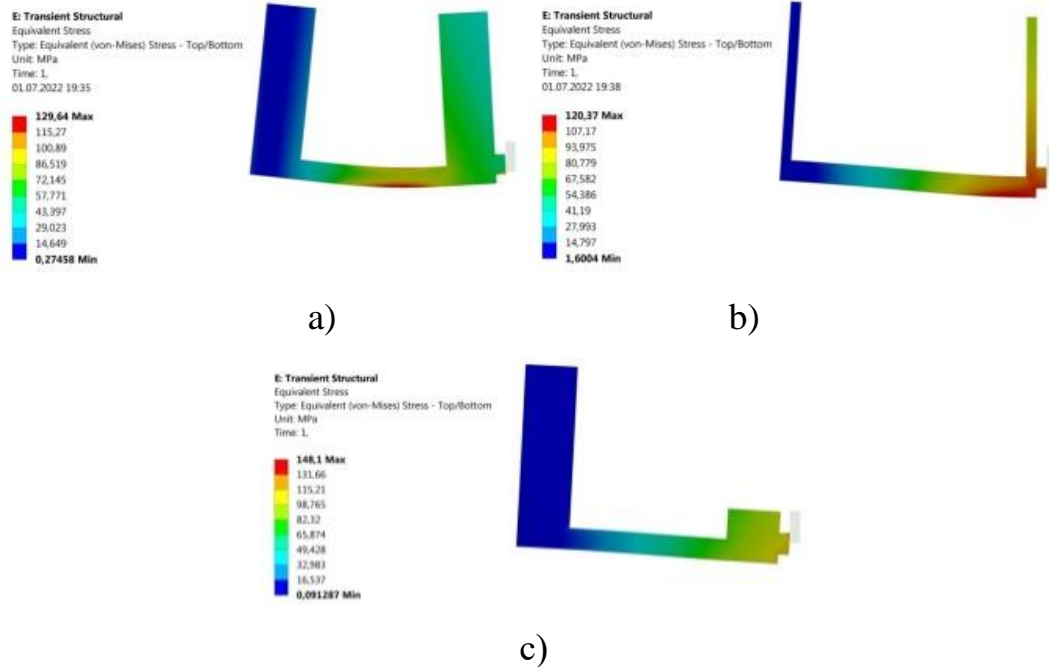 E: Transient Structural
Equivalent Stress
Type: Equivalent (von-Mises) Stress - Top/Bottom
Unit: MPa
Time: 1,
01.07.2022 19:35
129,64 Max
115,27
100,89
86,519
72,145
57,771
43,397
29,023
14,649
0,27458 Min
a)
E: Transient Structural
Equivalent Stress
Type: Equivalent (von-Mises) Stress - Top/Bottom
Unit: MPa
Time: 1,
01.07.2022 19:38
120,37 Max
107,17
93,975
80,779
67,582
54,386
41,19
27,993
14,797
1,6004 Min
b)
E: Transient Structural
Equivalent Stress
Type: Equivalent (von-Mises) Stress - Top/Bottom
Unit: MPa
Time: 1,
148,1 Max
131,66
115,21
98,765
82,32
65,874
49,428
32,983
16,537
0,091287 Min
c)